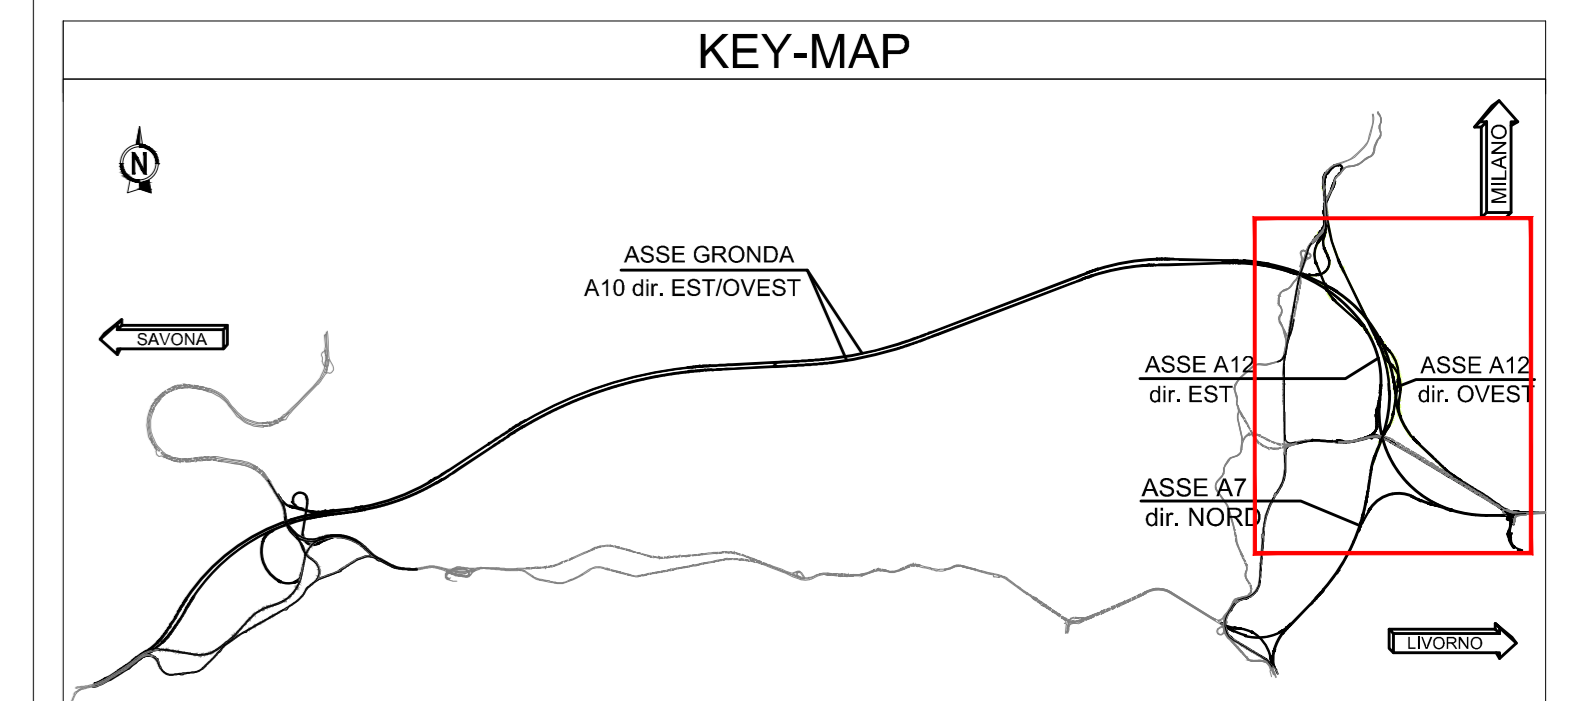 KEY-MAP
N
MILANO
ASSE GRONDA
A10 dir. EST/OVEST
SAVONA
ASSE A12
dir. EST
ASSE A12
dir. OVEST
ASSE A7
dir. NORD
LIVORNO